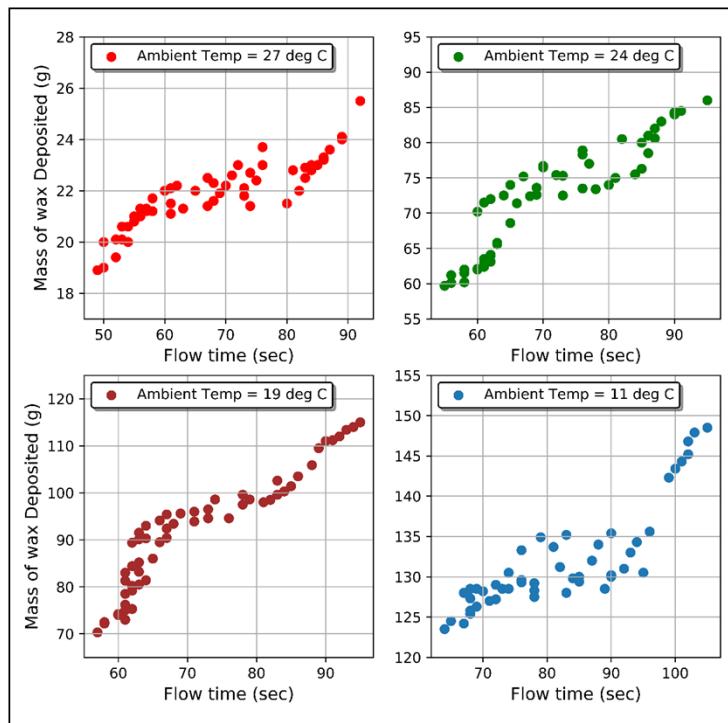 Ambient Temp = 27 deg C
Mass of wax Deposited (g)
28
26
24
22
20
18
50 60 70 80 90
Flow time (sec)
Ambient Temp = 24 deg C
95
90
85
80
75
70
65
60
55
60 70 80 90
Flow time (sec)
Ambient Temp = 19 deg C
Mass of wax Deposited (g)
120
110
100
90
80
70
60 70 80 90
Flow time (sec)
Ambient Temp = 11 deg C
155
150
145
140
135
130
125
120
70 80 90 100
Flow time (sec)